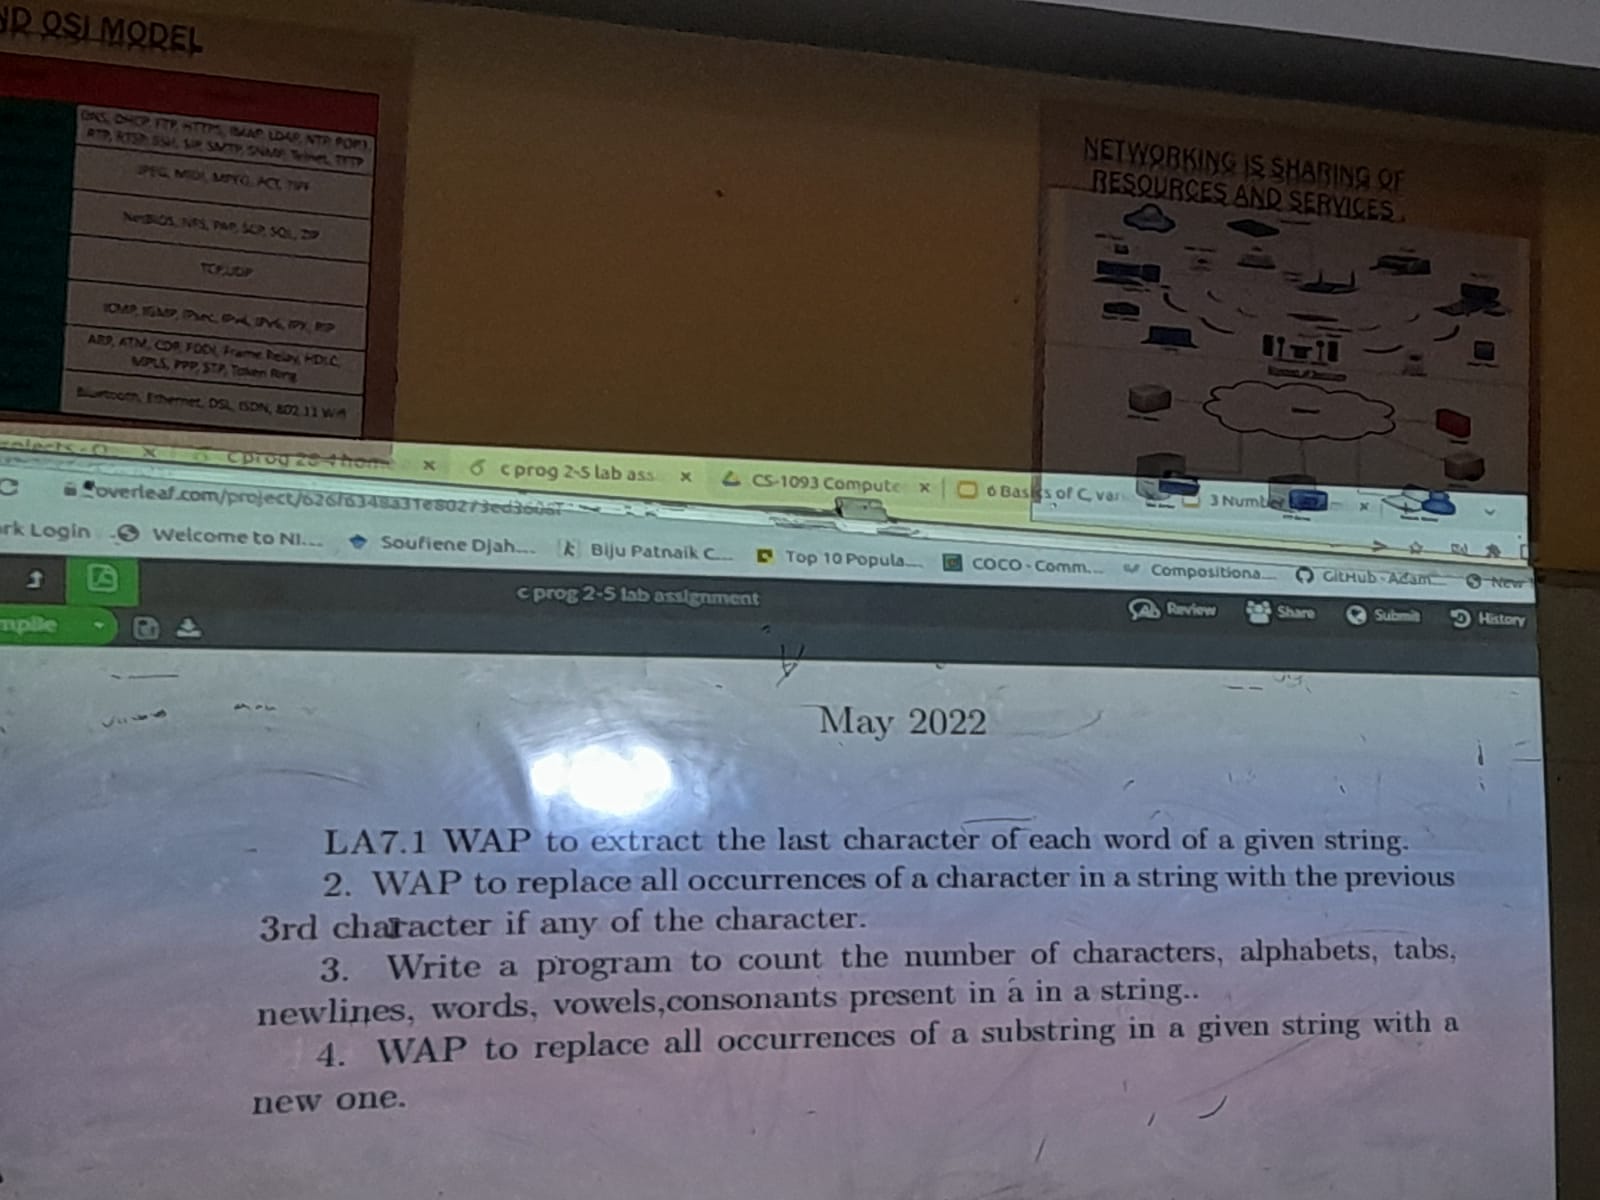 ND OSI MODEL
DNS, DHCP, FTP, HTTPS, IMAP, LDAP, NTP, POP3,
RTP, RTSP, SSH, SIP, SMTP, SNMP, Telnet, TFTP
JPEG, MIDI, MPEG, PICT, TIFF
NetBIOS, NFS, PAP, SCP, SQL, ZIP
TCP,UDP
ICMP, IGMP, IPsec, IPv4, IPv6, IPX, RIP
ARP, ATM, CDP, FDDI, Frame Relay, HDLC,
MPLS, PPP, STP, Token Ring
Bluetooth, Ethernet, DSL, ISDN, 802.11 Wifi
NETWORKING IS SHARING OF
RESOURCES AND SERVICES
c prog 28-4 home
c prog 2-5 lab ass
CS-1093 Compute
6 Basics of C, var
3 Number
overleaf.com/project/626f6348a31e80273ed3606f
rk Login
Welcome to NI...
Soufiene Djah...
Biju Patnaik C...
Top 10 Popula...
COCO - Comm...
Compositiona...
GitHub - Adam...
New
c prog 2-5 lab assignment
Review
Share
Submit
History
mpile
May 2022
LA7.1 WAP to extract the last character of each word of a given string.
2. WAP to replace all occurrences of a character in a string with the previous
3rd character if any of the character.
3. Write a program to count the number of characters, alphabets, tabs,
newlines, words, vowels,consonants present in a in a string..
4. WAP to replace all occurrences of a substring in a given string with a
new one.